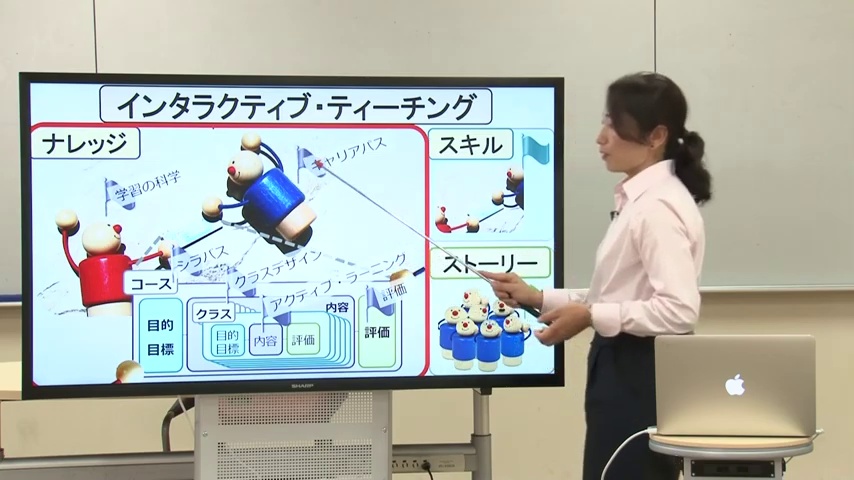 インタラクティブ・ティーチング
ナレッジ
スキル
学習の科学
キャリアパス
シラバス
クラスデザイン
アクティブ・ラーニング
評価
ストーリー
コース
目的
目標
クラス
目的
目標
内容
評価
内容
評価
SHARP